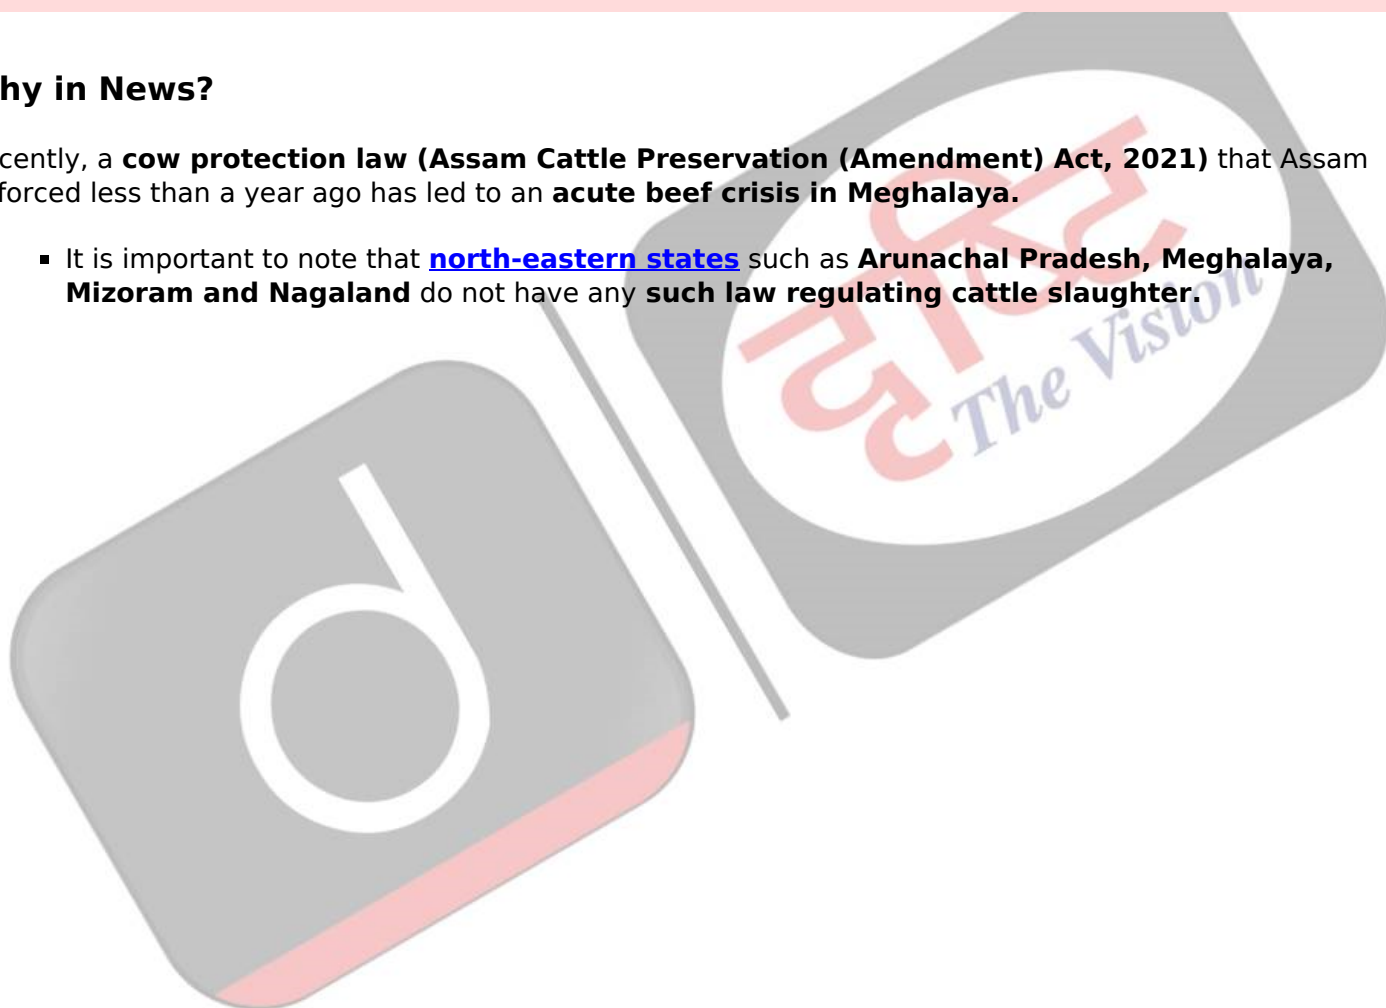 hy in News?
cently, a cow protection law (Assam Cattle Preservation (Amendment) Act, 2021) that Assam
forced less than a year ago has led to an acute beef crisis in Meghalaya.
▪ It is important to note that north-eastern states such as Arunachal Pradesh, Meghalaya,
Mizoram and Nagaland do not have any such law regulating cattle slaughter.
दृष्टि
The Vision
d